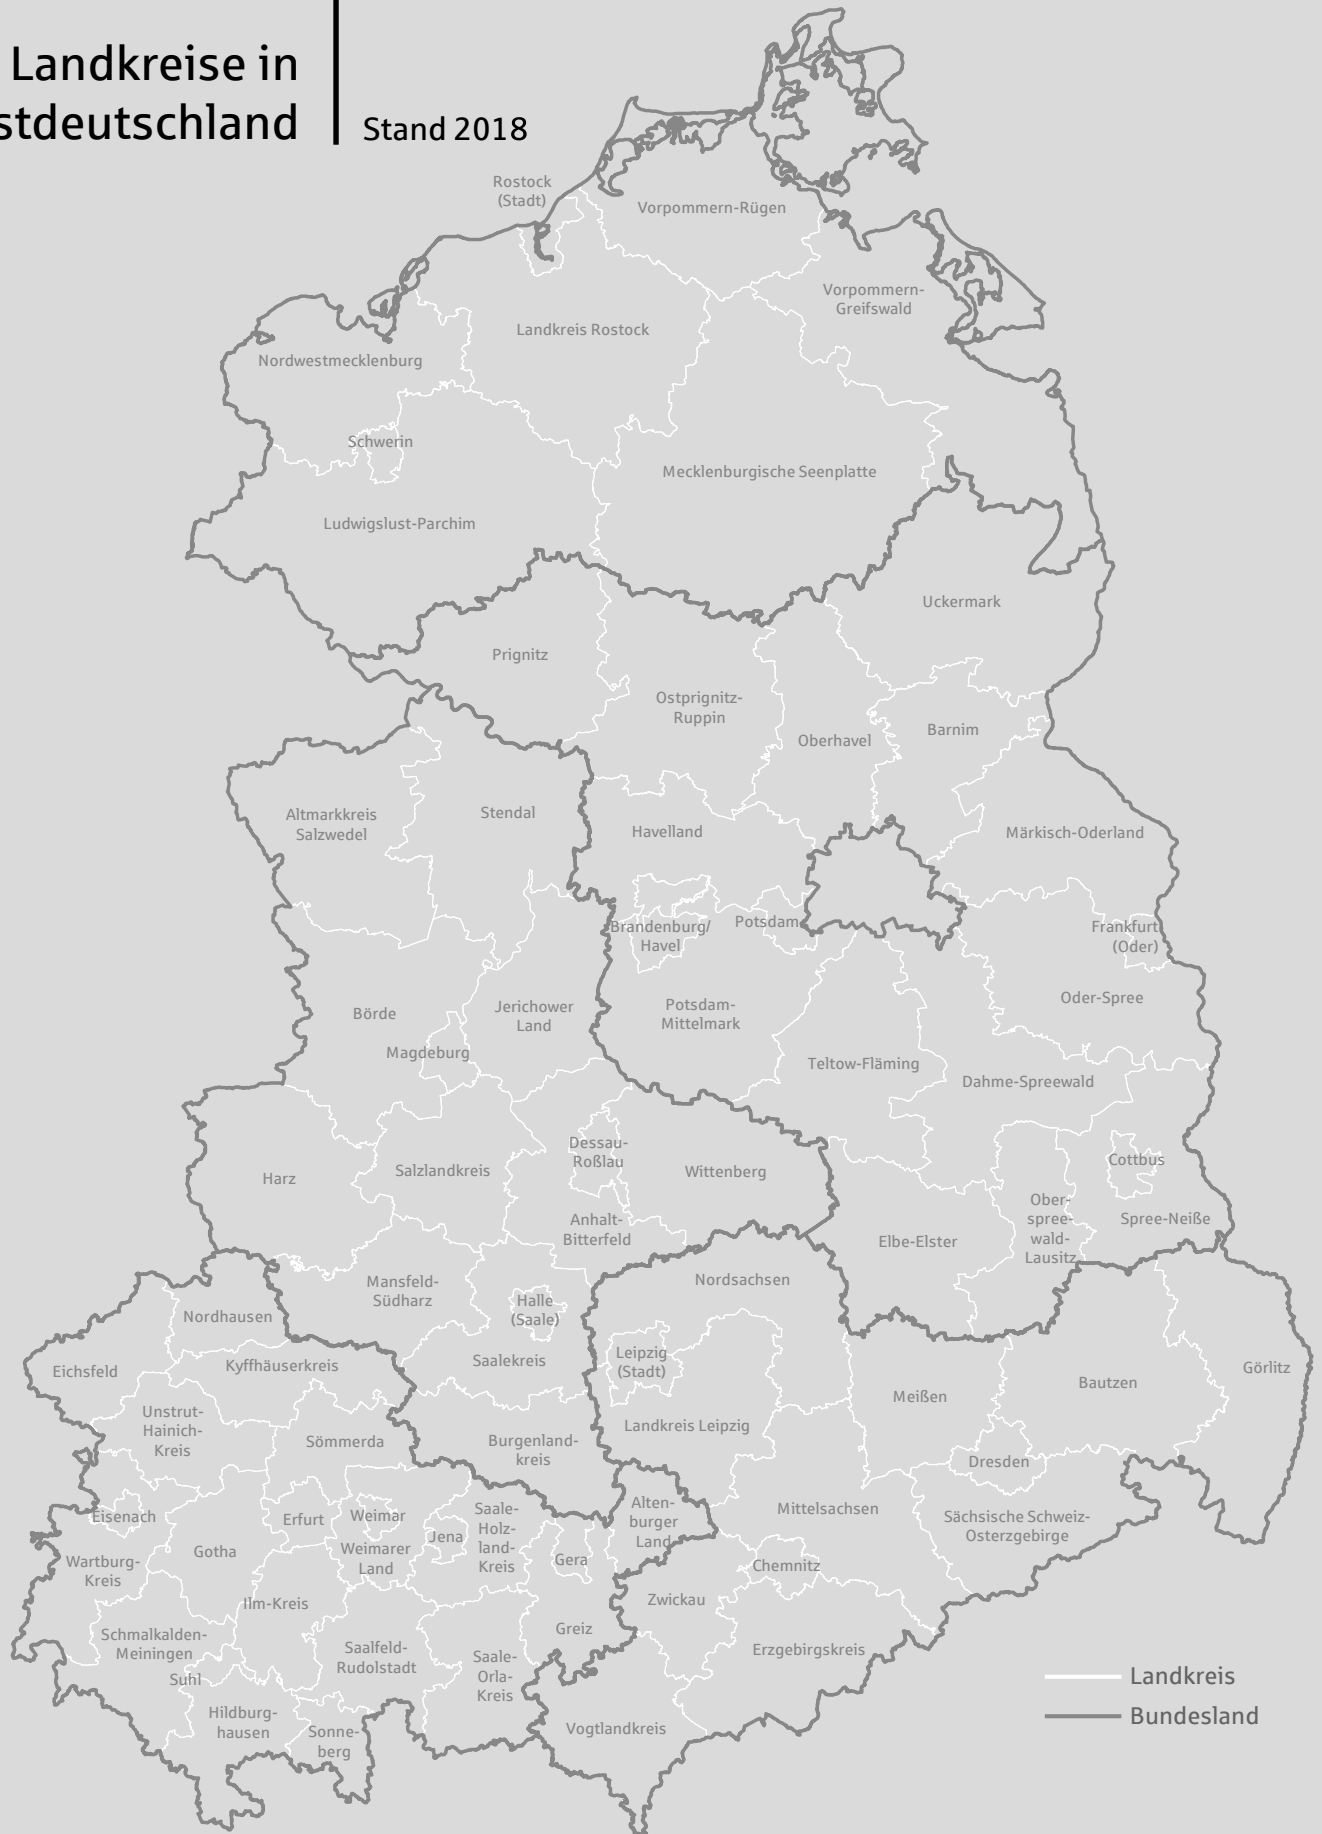 Landkreise in
stdeutschland
Stand 2018
Rostock
(Stadt)
Vorpommern-Rügen
Vorpommern-
Greifswald
Landkreis Rostock
Nordwestmecklenburg
Schwerin
Mecklenburgische Seenplatte
Ludwigslust-Parchim
Uckermark
Prignitz
Ostprignitz-
Ruppin
Oberhavel
Barnim
Altmarkkreis
Salzwedel
Stendal
Havelland
Märkisch-Oderland
Brandenburg/
Havel
Potsdam
Frankfurt
(Oder)
Oder-Spree
Börde
Jerichower
Land
Potsdam-
Mittelmark
Magdeburg
Teltow-Fläming
Dahme-Spreewald
Dessau-
Roßlau
Harz
Salzlandkreis
Wittenberg
Cottbus
Ober-
spree-
wald-
Lausitz
Spree-Neiße
Anhalt-
Bitterfeld
Elbe-Elster
Mansfeld-
Südharz
Nordsachsen
Halle
(Saale)
Nordhausen
Eichsfeld
Kyffhäuserkreis
Saalekreis
Leipzig
(Stadt)
Görlitz
Meißen
Bautzen
Unstrut-
Hainich-
Kreis
Sömmerda
Burgenland-
kreis
Landkreis Leipzig
Dresden
Eisenach
Erfurt
Weimar
Jena
Saale-
Holz-
land-
Kreis
Alten-
burger
Land
Mittelsachsen
Sächsische Schweiz-
Osterzgebirge
Wartburg-
Kreis
Gotha
Weimarer
Land
Gera
Chemnitz
Ilm-Kreis
Zwickau
Schmalkalden-
Meiningen
Saalfeld-
Rudolstadt
Greiz
Erzgebirgskreis
Suhl
Saale-
Orla-
Kreis
Hildburg-
hausen
Sonne-
berg
Vogtlandkreis
Landkreis
Bundesland